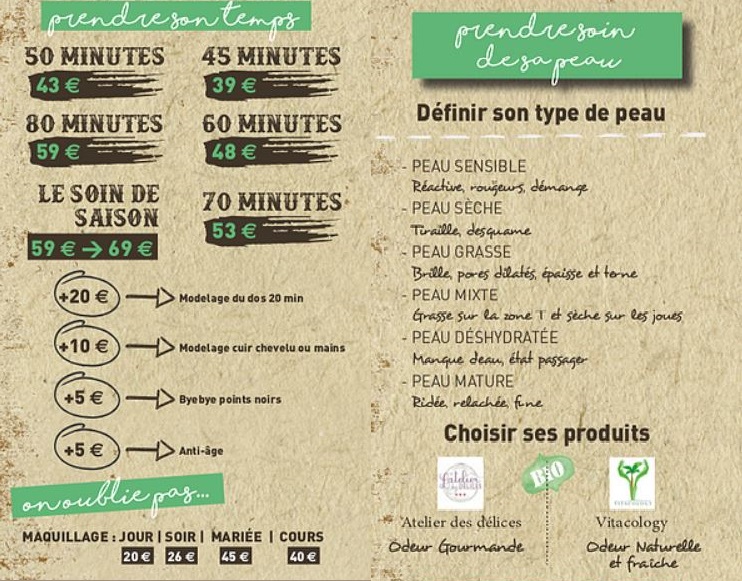 prendre son temps
50 MINUTES
43 €
45 MINUTES
39 €
80 MINUTES
59 €
60 MINUTES
48 €
LE SOIN DE
SAISON
59 € → 69 €
70 MINUTES
53 €
+20 € Modelage du dos 20 min
+10 € Modelage cuir chevelu ou mains
+5 € Byebye points noirs
+5 € Anti-âge
on oublie pas...
MAQUILLAGE : JOUR | SOIR | MARIÉE | COURS
20 € 26 € 45 € 40 €
prendre soin
de sa peau
Définir son type de peau
- PEAU SENSIBLE
Réactive, rougeurs, démange
- PEAU SÈCHE
Tiraille, desquame
- PEAU GRASSE
Brille, pores dilatés, épaisse et terne
- PEAU MIXTE
Grasse sur la zone T et sèche sur les joues
- PEAU DÉSHYDRATÉE
Manque deau, état passager
- PEAU MATURE
Ridée, relachée, fine
Choisir ses produits
l'atelier
BIO
VITACOLOGY
Atelier des délices
Odeur Gourmande
Vitacology
Odeur Naturelle
et fraiche